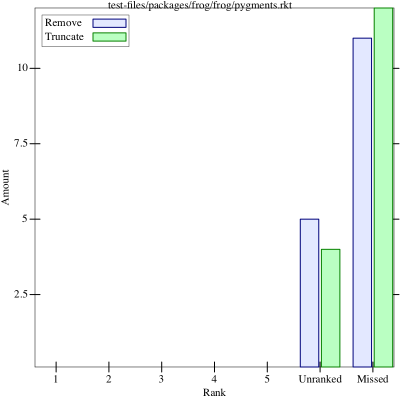 test-files/packages/frog/frog/pygments.rkt
Remove
Truncate
10
7.5
5
2.5
Amount
1 2 3 4 5 Unranked Missed
Rank